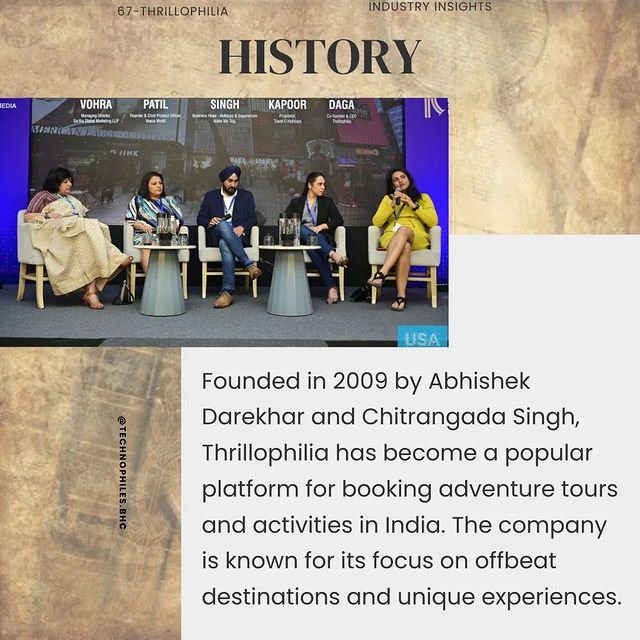 67-THRILLOPHILIA
INDUSTRY INSIGHTS
HISTORY
MEDIA
VOHRA
PATIL
SINGH
KAPOOR
DAGA
Managing Director,
Sartha Global Marketing LLP
Founder & Chief Product Officer,
Veena World
Business Head - Holidays & Experiences
Make My Trip,
Proprietor,
Travel O Holidays
Co-founder & CEO
Thrillophilia
AMERICAN EAGLE
USA
Founded in 2009 by Abhishek
Darekhar and Chitrangada Singh,
Thrillophilia has become a popular
platform for booking adventure tours
and activities in India. The company
is known for its focus on offbeat
destinations and unique experiences.
@TECHNOPHILES.BHC